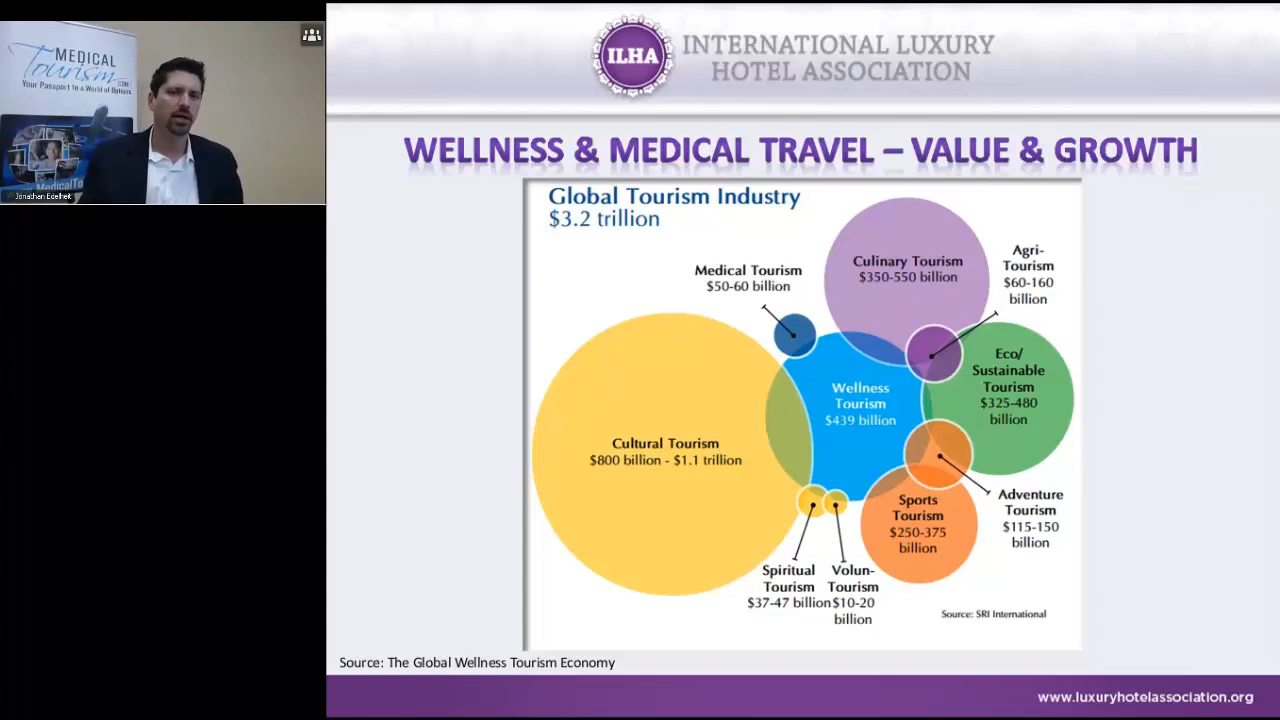 MEDICAL
Tourism
.COM
Your Passport to a World of Options
Jonathan Edelheit
ILHA
INTERNATIONAL LUXURY
HOTEL ASSOCIATION
WELLNESS & MEDICAL TRAVEL – VALUE & GROWTH
Global Tourism Industry
$3.2 trillion
Medical Tourism
$50-60 billion
Culinary Tourism
$350-550 billion
Agri-
Tourism
$60-160
billion
Wellness
Tourism
$439 billion
Eco/
Sustainable
Tourism
$325-480
billion
Cultural Tourism
$800 billion - $1.1 trillion
Sports
Tourism
$250-375
billion
Adventure
Tourism
$115-150
billion
Spiritual
Tourism
$37-47 billion
Volun-
Tourism
$10-20
billion
Source: SRI International
Source: The Global Wellness Tourism Economy
www.luxuryhotelassociation.org